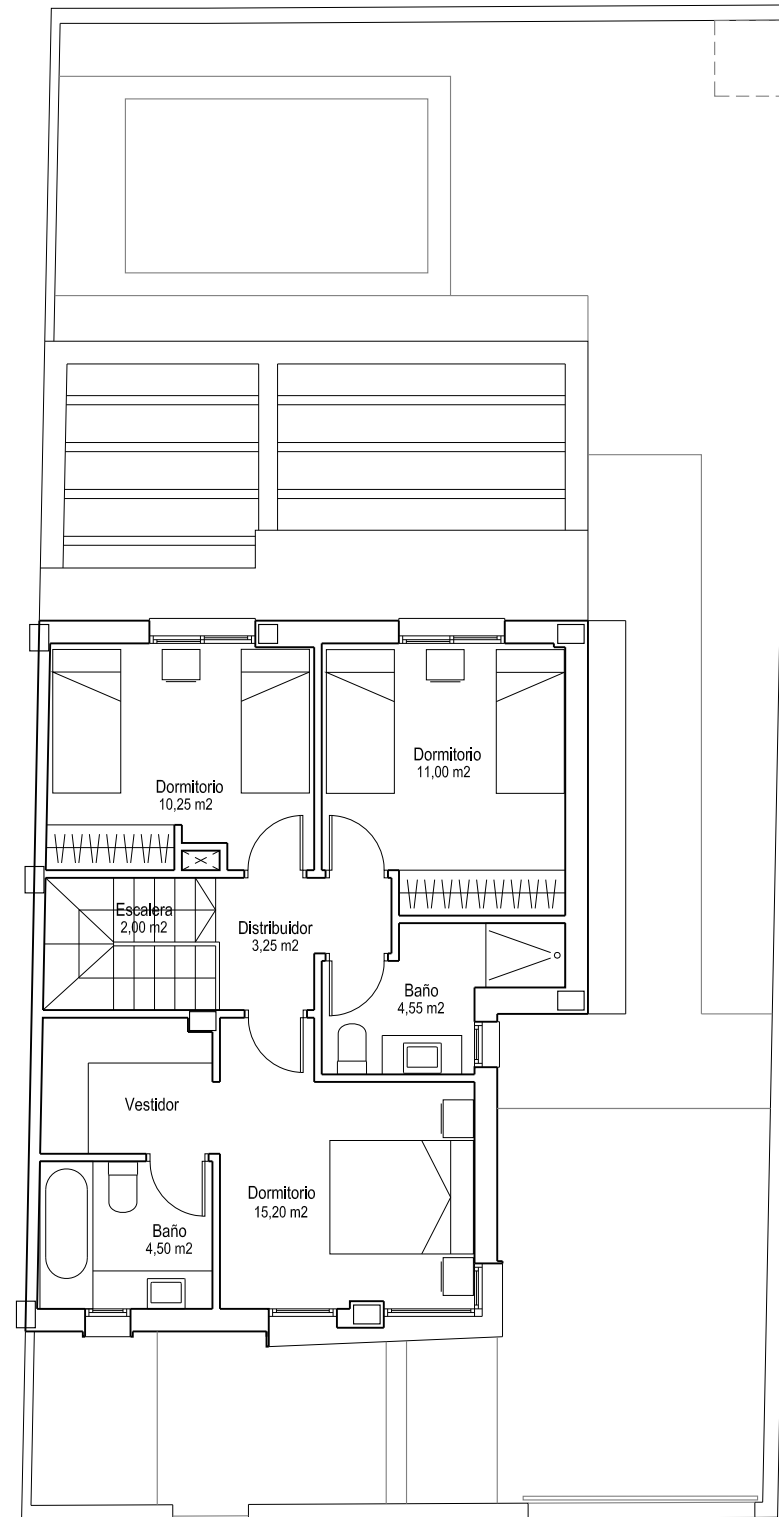 Dormitorio
11,00 m2
Dormitorio
10,25 m2
Escalera
2,00 m2
Distribuidor
3,25 m2
Baño
4,55 m2
Vestidor
Dormitorio
15,20 m2
Baño
4,50 m2